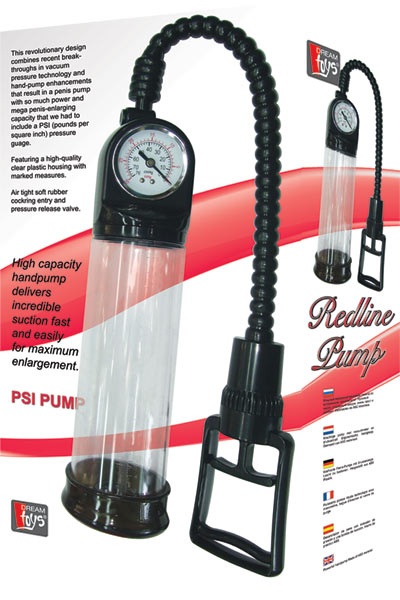 This revolutionary design
combines recent break-
throughs in vacuum
pressure technology and
hand-pump enhancements
that result in a penis pump
with so much power and
mega penis-enlarging
capacity that we had to
include a PSI (pounds per
square inch) pressure
guage.
Featuring a high-quality
clear plastic housing with
marked measures.
Air tight soft rubber
cockring entry and
pressure release valve.
High capacity
handpump
delivers
incredible
suction fast
and easily
for maximum
enlargement.
PSI PUMP
DREAM
toys
DREAM
toys
Redline
Pump